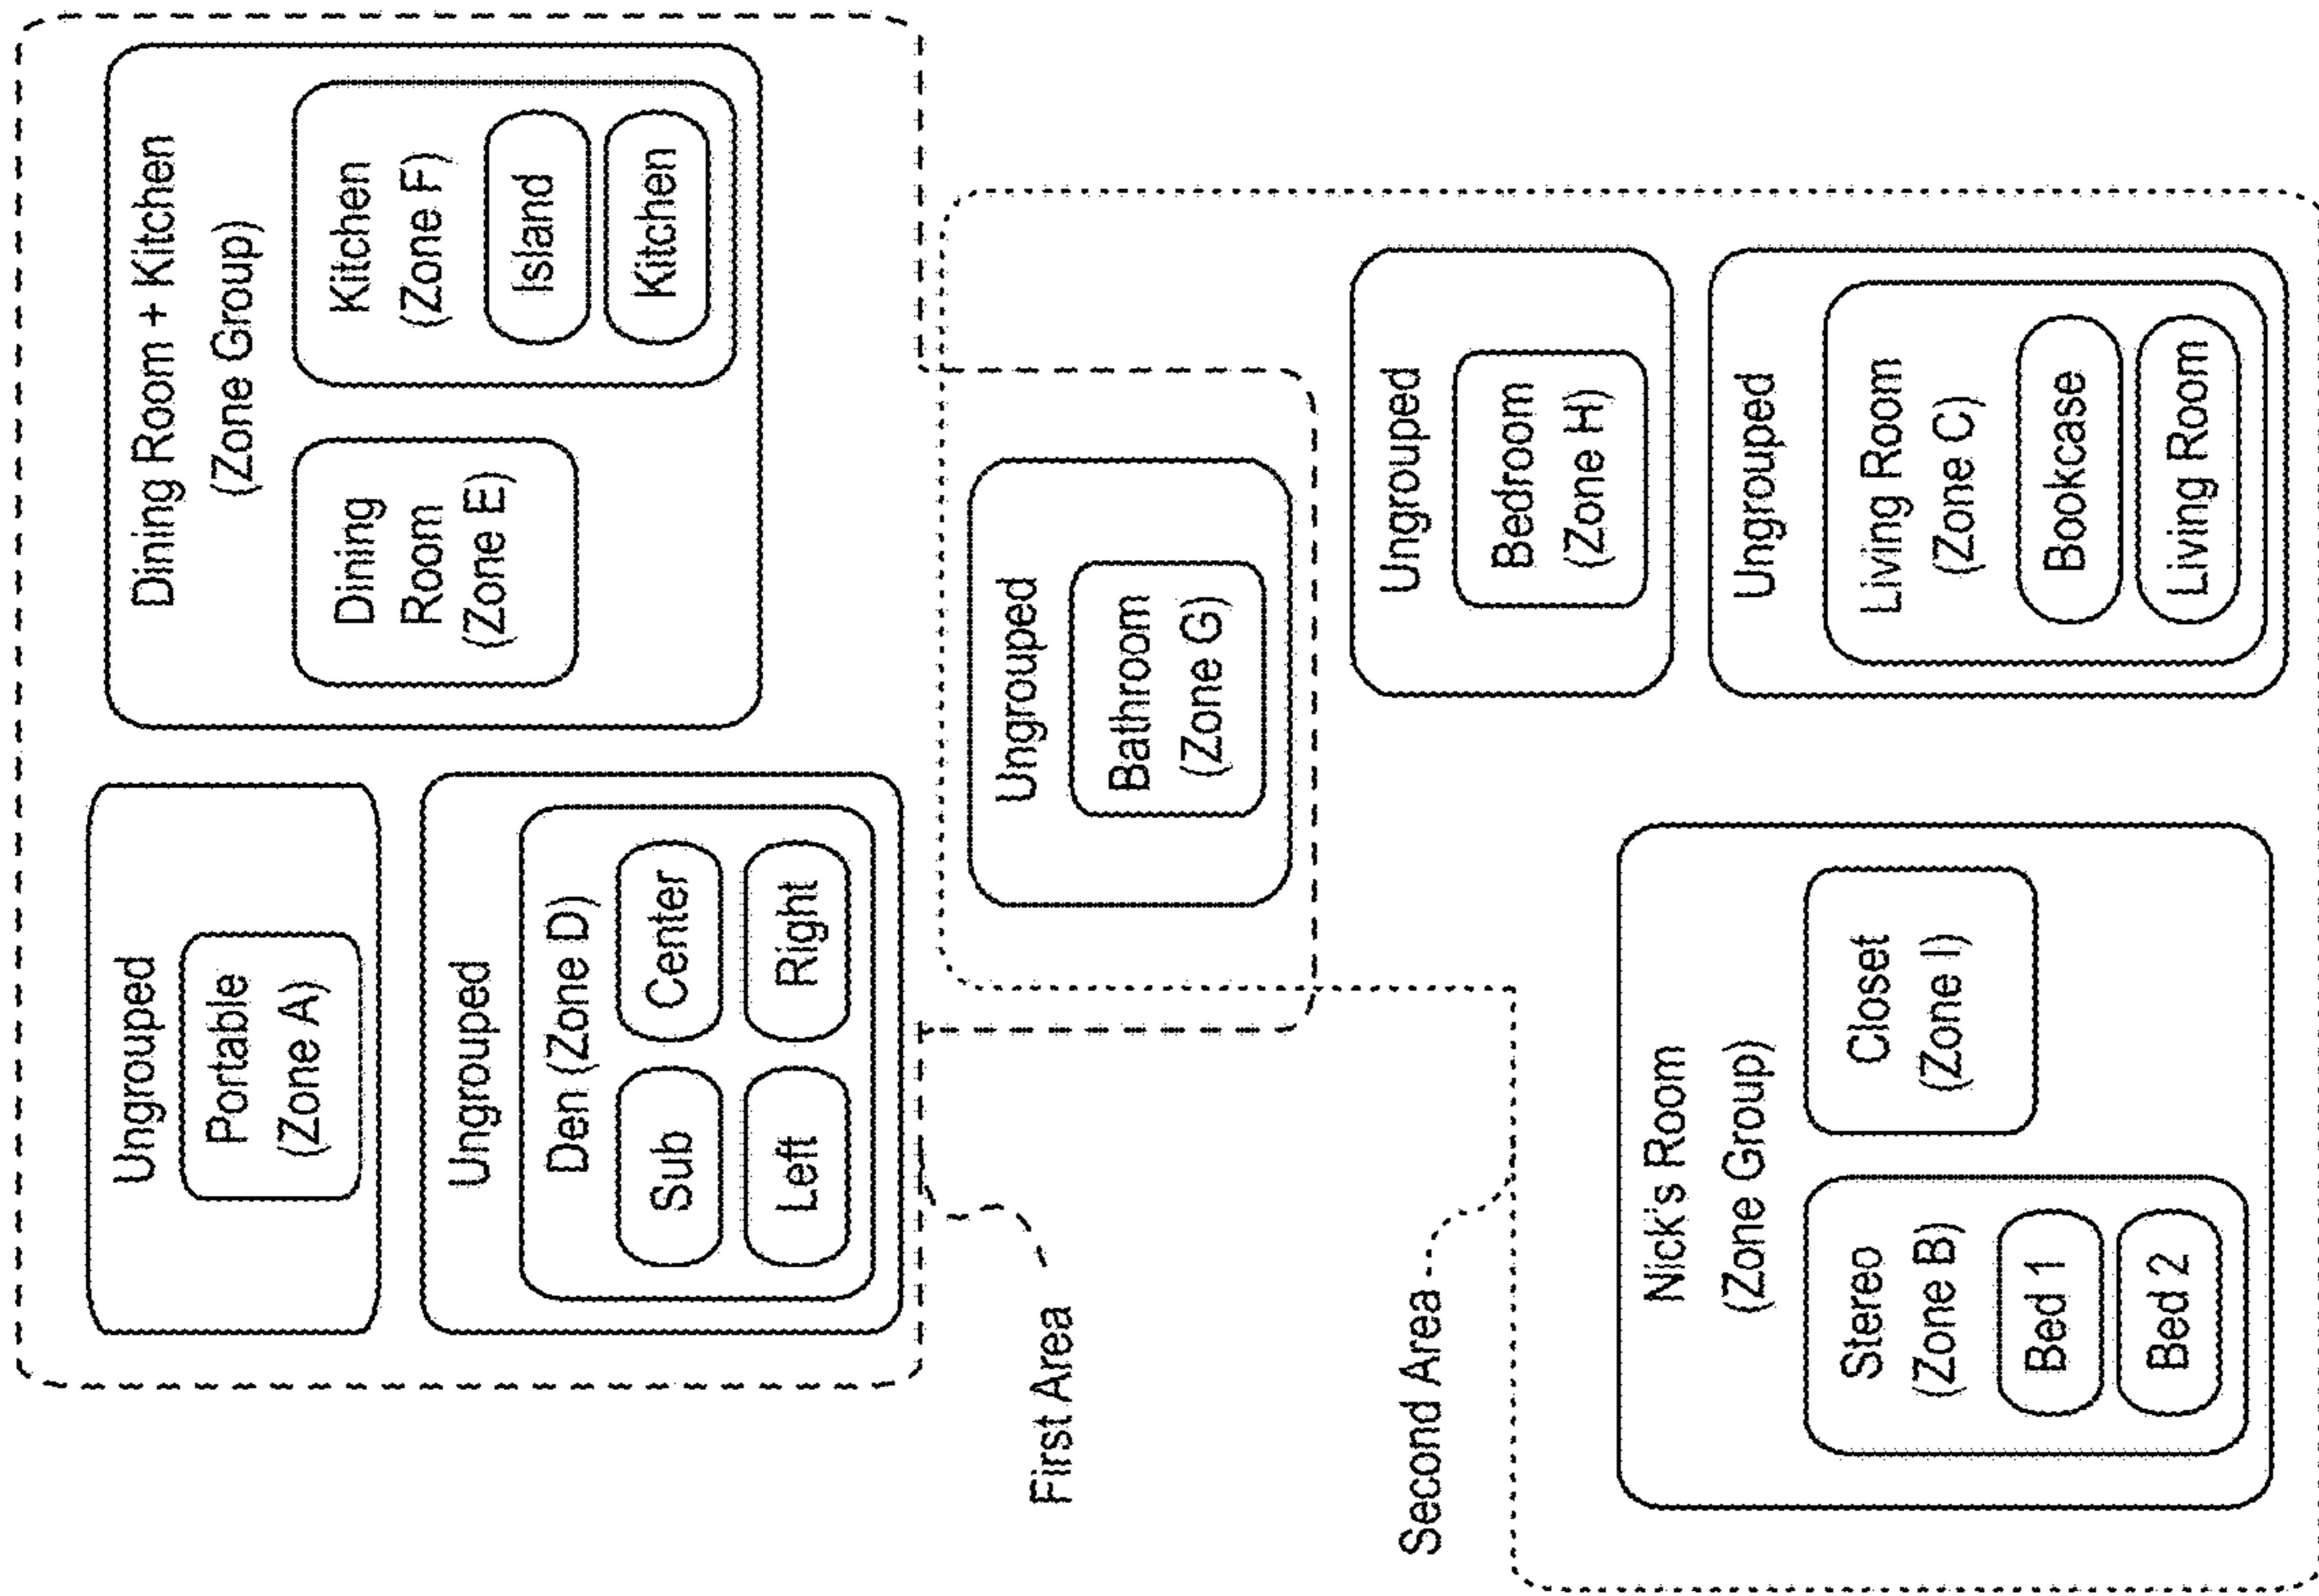 Ungrouped
Portable
(Zone A)
Ungrouped
Den (Zone D)
Sub
Center
Left
Right
Dining Room + Kitchen
(Zone Group)
Dining
Room
(Zone E)
Kitchen
(Zone F)
Island
Kitchen
First Area
Ungrouped
Bathroom
(Zone G)
Second Area
Ungrouped
Bedroom
(Zone H)
Nick's Room
(Zone Group)
Stereo
(Zone B)
Bed 1
Bed 2
Closet
(Zone I)
Ungrouped
Living Room
(Zone C)
Bookcase
Living Room